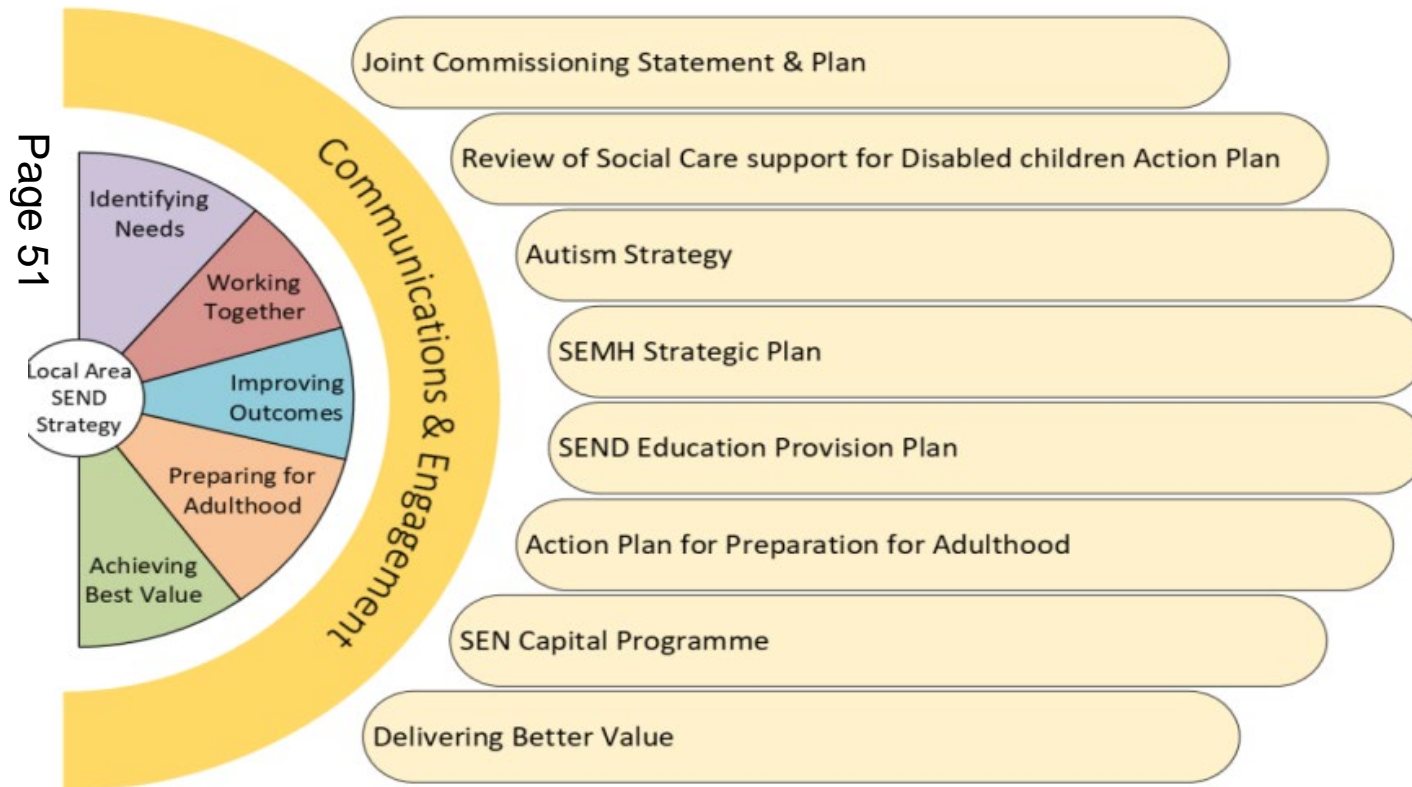 Page 51
Local Area
SEND
Strategy
Identifying
Needs
Working
Together
Improving
Outcomes
Preparing for
Adulthood
Achieving
Best Value
Communications & Engagement
Joint Commissioning Statement & Plan
Review of Social Care support for Disabled children Action Plan
Autism Strategy
SEMH Strategic Plan
SEND Education Provision Plan
Action Plan for Preparation for Adulthood
SEN Capital Programme
Delivering Better Value